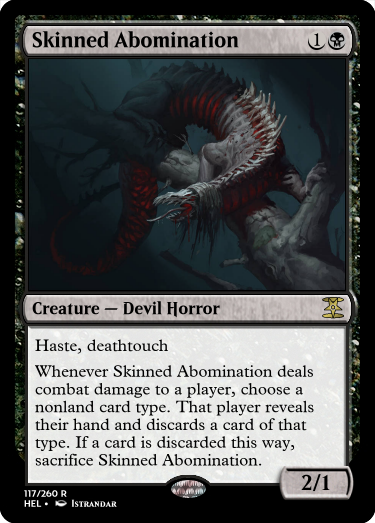 Skinned Abomination 1
Creature — Devil Horror
Haste, deathtouch
Whenever Skinned Abomination deals
combat damage to a player, choose a
nonland card type. That player reveals
their hand and discards a card of that
type. If a card is discarded this way,
sacrifice Skinned Abomination.
2/1
117/260 R
HEL • Istrandar